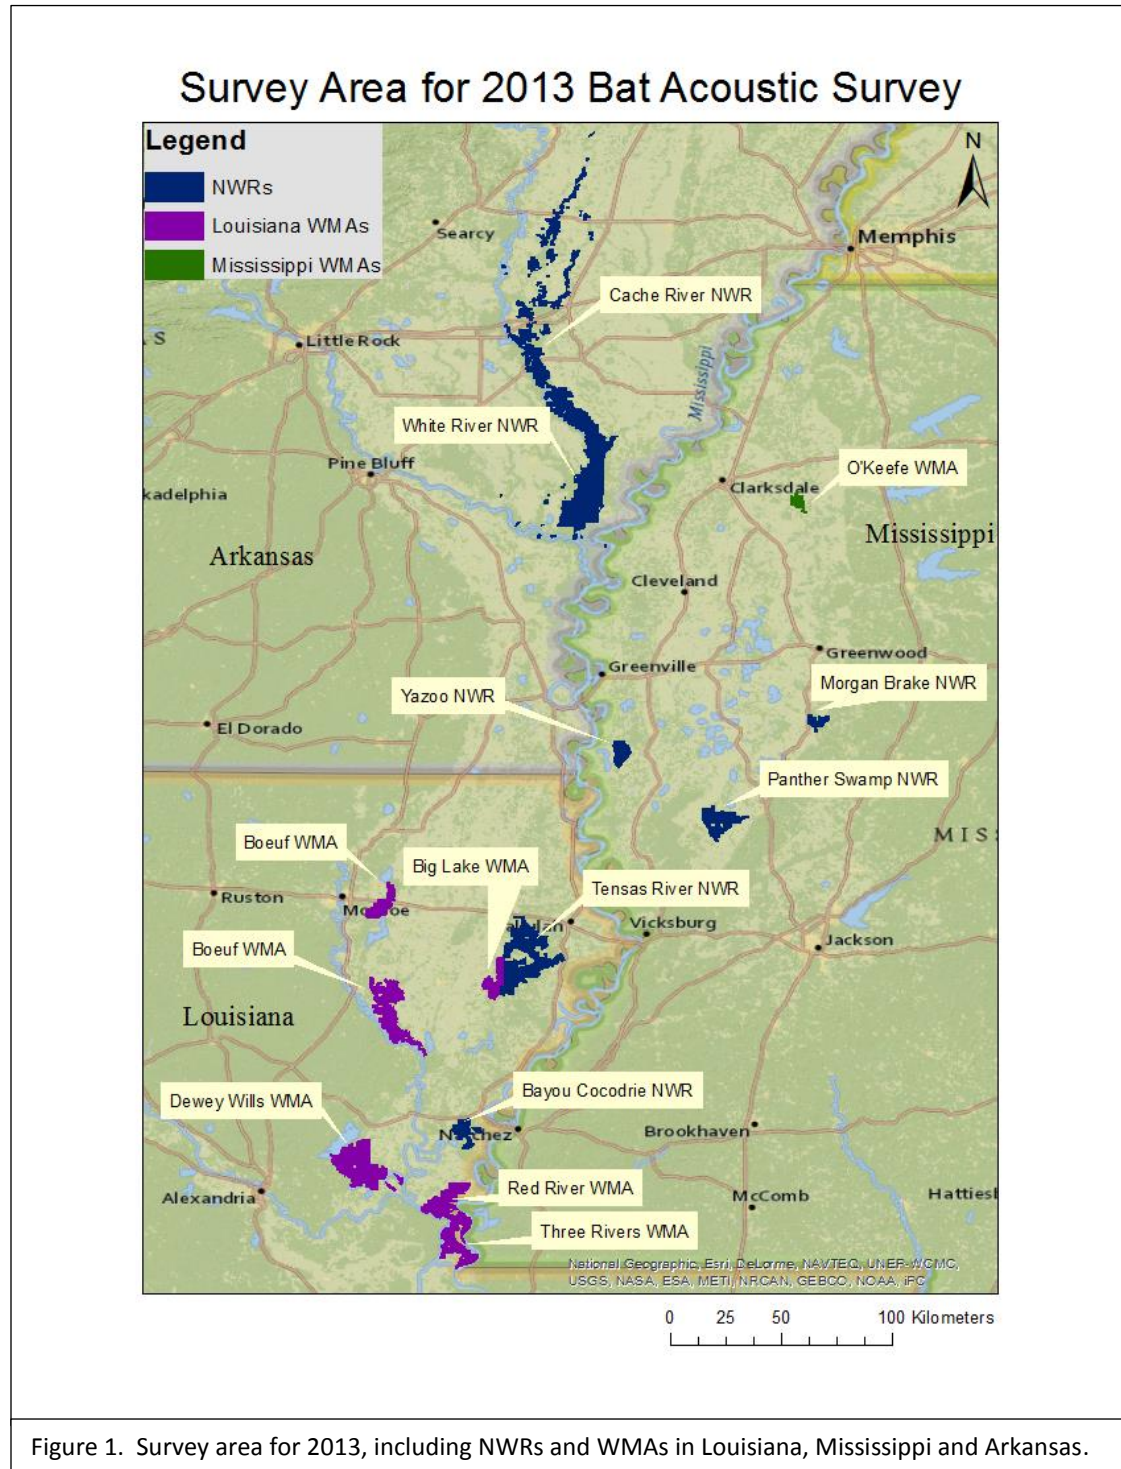 Survey Area for 2013 Bat Acoustic Survey
Legend
NWRs
Louisiana WMAs
Mississippi WMAs
N
Searcy
Memphis
Cache River NWR
A S
Little Rock
Mississippi
White River NWR
Pine Bluff
O'Keefe WMA
Clarksdale
kadelphia
Mississippi
Arkansas
Cleveland
Greenwood
Greenville
Morgan Brake NWR
Yazoo NWR
El Dorado
Panther Swamp NWR
M I S S
Boeuf WMA
Big Lake WMA
Tensas River NWR
Ruston
Vicksburg
Jackson
Boeuf WMA
Louisiana
Bayou Cocodrie NWR
Dewey Wills WMA
Natchez
Brookhaven
Red River WMA
Alexandria
McComb
Hatties
Three Rivers WMA
National Geographic, Esri, DeLorme, NAVTEQ, UNEP-WCMC,
USGS, NASA, ESA, METI, NRCAN, GEBCO, NOAA, iPC
0 25 50 100 Kilometers
Figure 1. Survey area for 2013, including NWRs and WMAs in Louisiana, Mississippi and Arkansas.